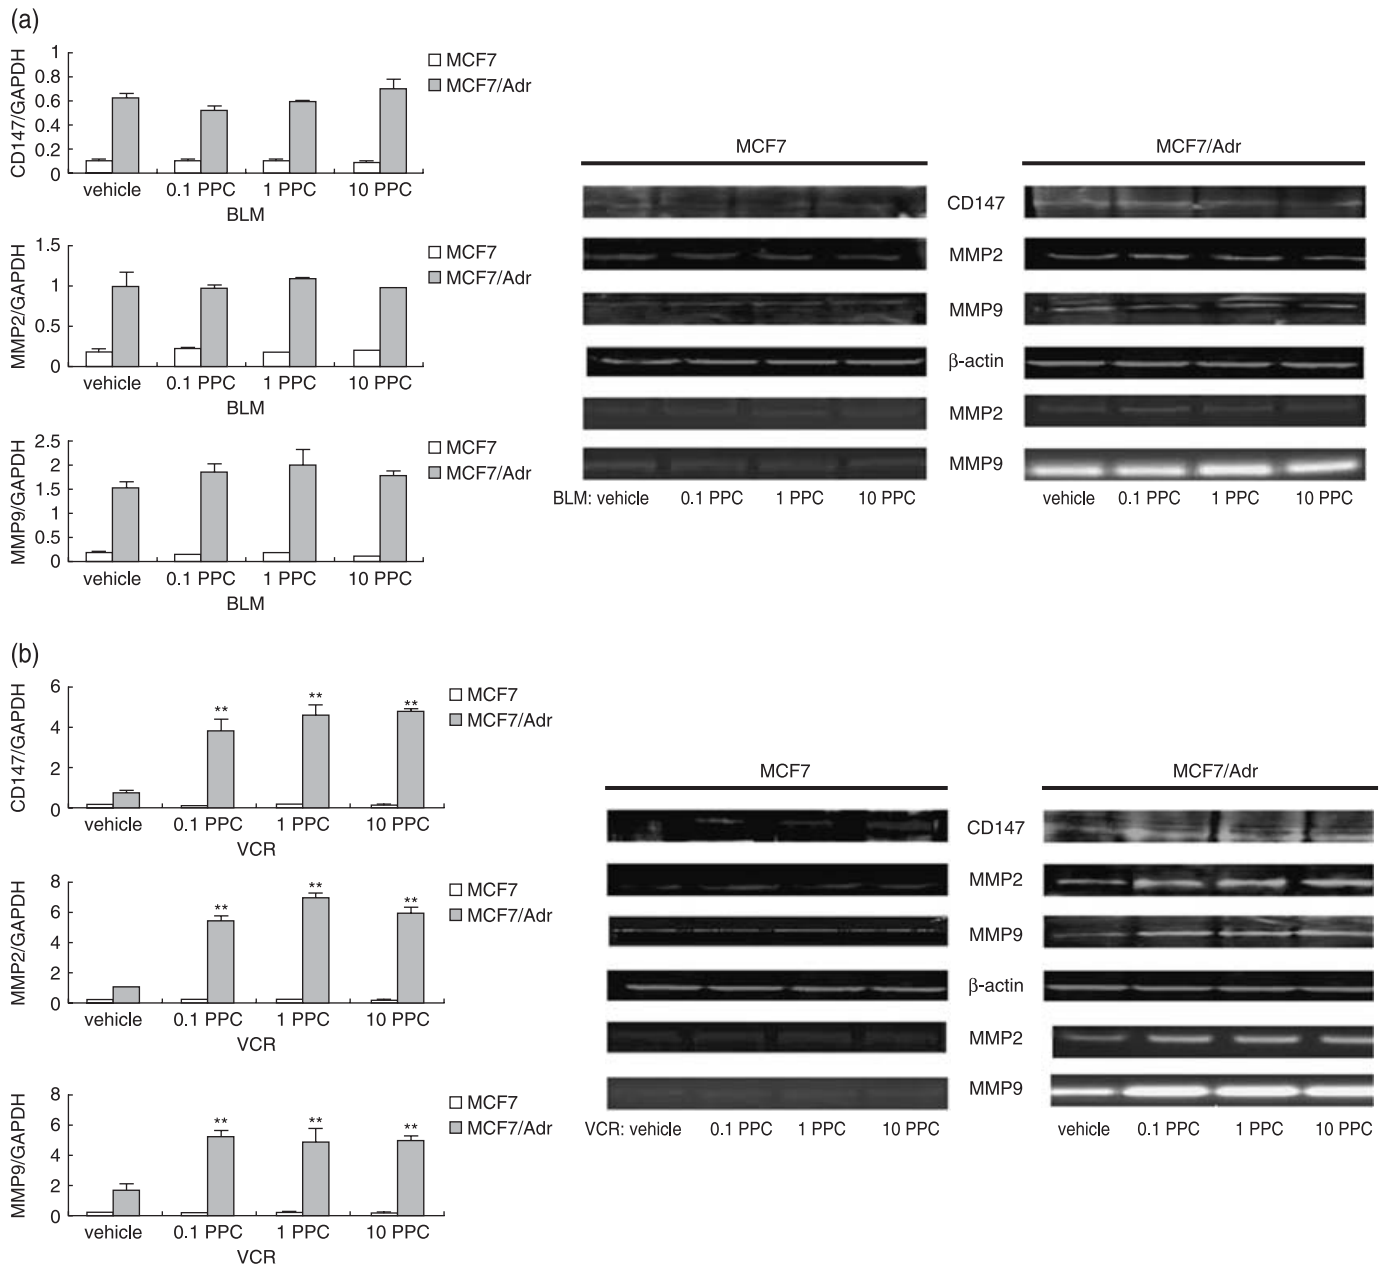 (a)
CD147/GAPDH
1
0.8
0.6
0.4
0.2
0
vehicle 0.1 PPC 1 PPC 10 PPC
BLM
MCF7
MCF7/Adr
MMP2/GAPDH
1.5
1
0.5
0
vehicle 0.1 PPC 1 PPC 10 PPC
BLM
MCF7
MCF7/Adr
MMP9/GAPDH
2.5
2
1.5
1
0.5
0
vehicle 0.1 PPC 1 PPC 10 PPC
BLM
MCF7
MCF7/Adr
MCF7 MCF7/Adr
CD147
MMP2
MMP9
β-actin
MMP2
MMP9
BLM: vehicle 0.1 PPC 1 PPC 10 PPC vehicle 0.1 PPC 1 PPC 10 PPC
(b)
CD147/GAPDH
6
4
2
0
** ** **
vehicle 0.1 PPC 1 PPC 10 PPC
VCR
MCF7
MCF7/Adr
MMP2/GAPDH
8
6
4
2
0
** ** **
vehicle 0.1 PPC 1 PPC 10 PPC
VCR
MCF7
MCF7/Adr
MMP9/GAPDH
8
6
4
2
0
** ** **
vehicle 0.1 PPC 1 PPC 10 PPC
VCR
MCF7
MCF7/Adr
MCF7 MCF7/Adr
CD147
MMP2
MMP9
β-actin
MMP2
MMP9
VCR: vehicle 0.1 PPC 1 PPC 10 PPC vehicle 0.1 PPC 1 PPC 10 PPC